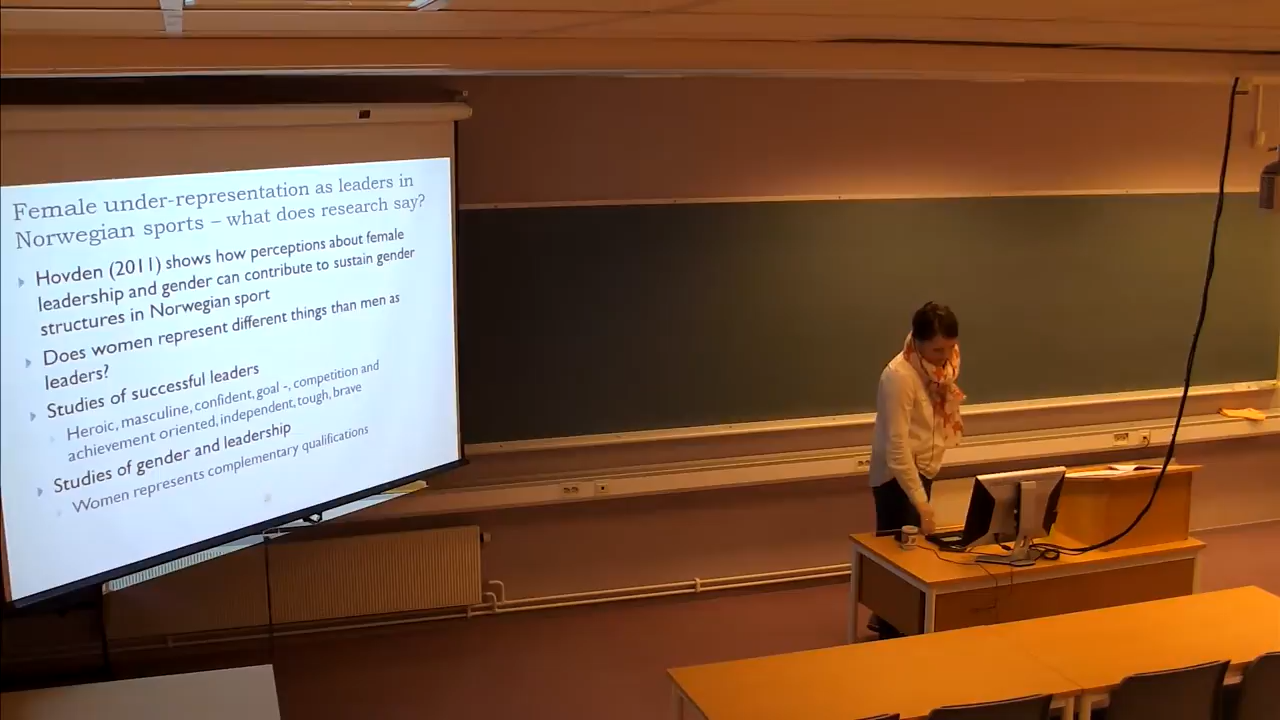 Female under-representation as leaders in
Norwegian sports – what does research say?
Hovden (2011) shows how perceptions about female
leadership and gender can contribute to sustain gender
structures in Norwegian sport
Does women represent different things than men as
leaders?
Studies of successful leaders
Heroic, masculine, confident, goal -, competition and
achievement oriented, independent, tough, brave
Studies of gender and leadership
Women represents complementary qualifications